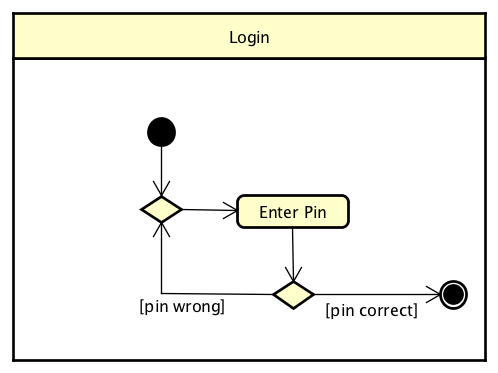 Login
Enter Pin
[pin wrong]
[pin correct]